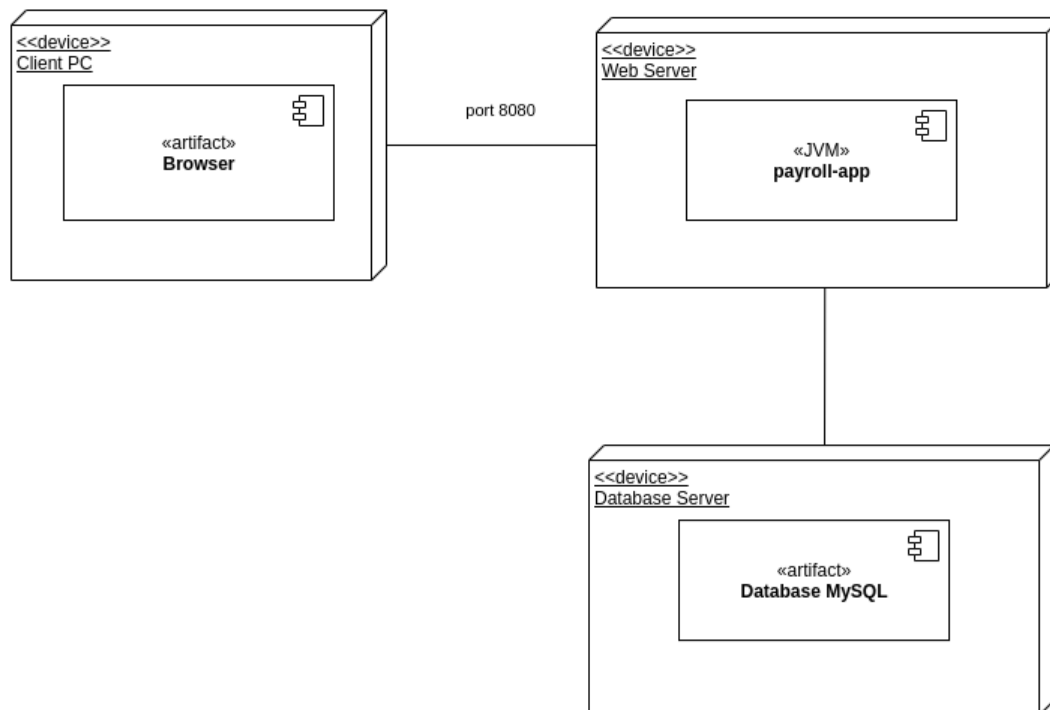 <<device>>
Client PC
«artifact»
Browser
port 8080
<<device>>
Web Server
«JVM»
payroll-app
<<device>>
Database Server
«artifact»
Database MySQL